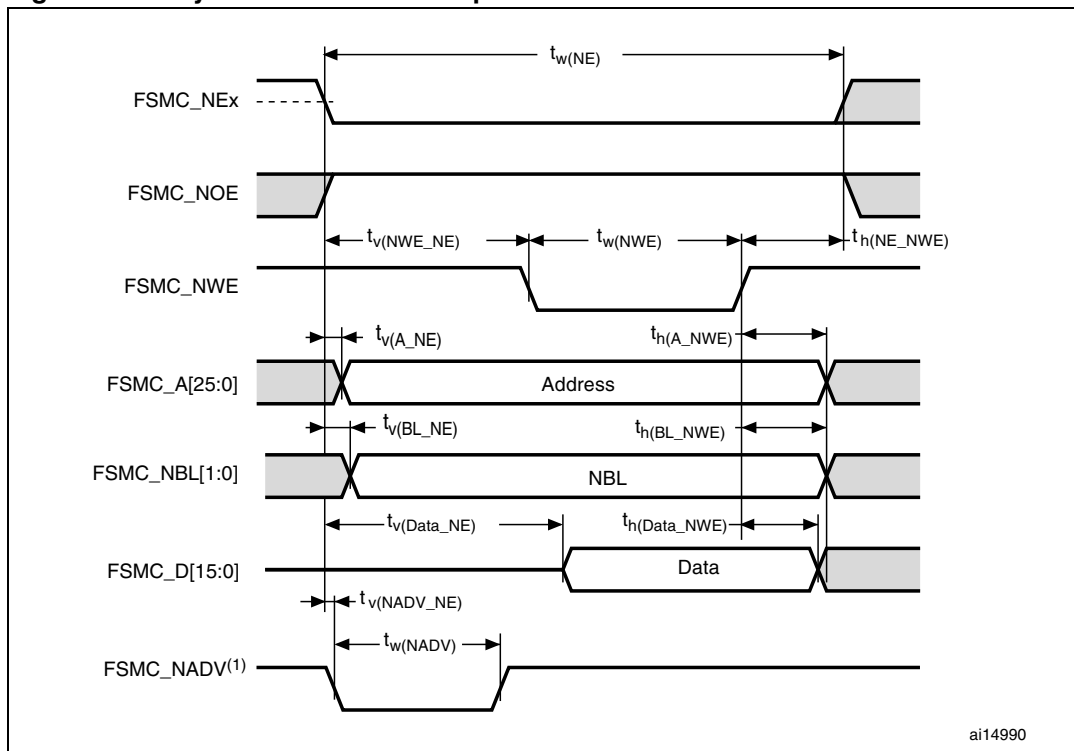 t_w(NE)
FSMC_NEx
FSMC_NOE
t_v(NWE_NE)
t_w(NWE)
t_h(NE_NWE)
FSMC_NWE
t_v(A_NE)
t_h(A_NWE)
FSMC_A[25:0]
Address
t_v(BL_NE)
t_h(BL_NWE)
FSMC_NBL[1:0]
NBL
t_v(Data_NE)
t_h(Data_NWE)
FSMC_D[15:0]
Data
t_v(NADV_NE)
t_w(NADV)
FSMC_NADV(1)
ai14990